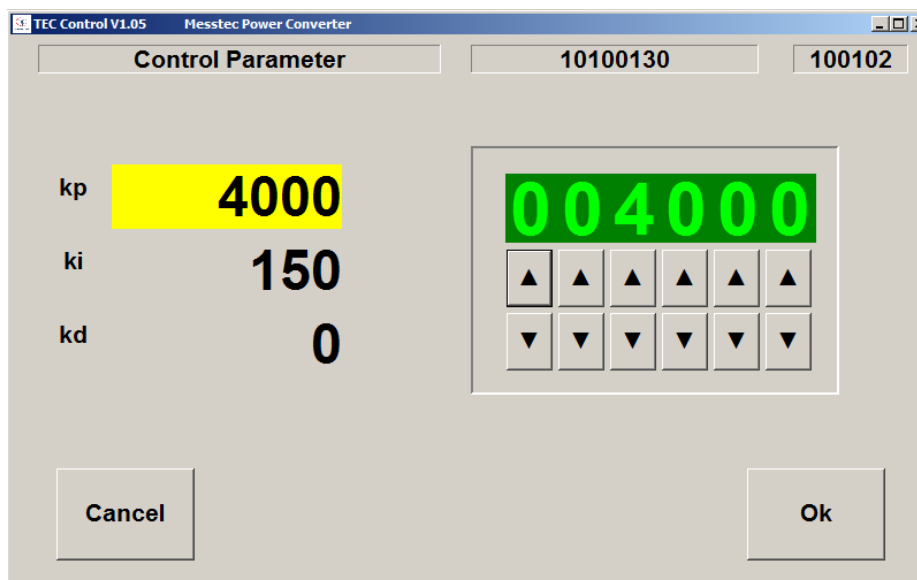 TEC Control V1.05 Messtec Power Converter
Control Parameter 10100130 100102
kp 4000 004000
ki 150
▲ ▲ ▲ ▲ ▲ ▲
kd 0
▼ ▼ ▼ ▼ ▼ ▼
Cancel Ok